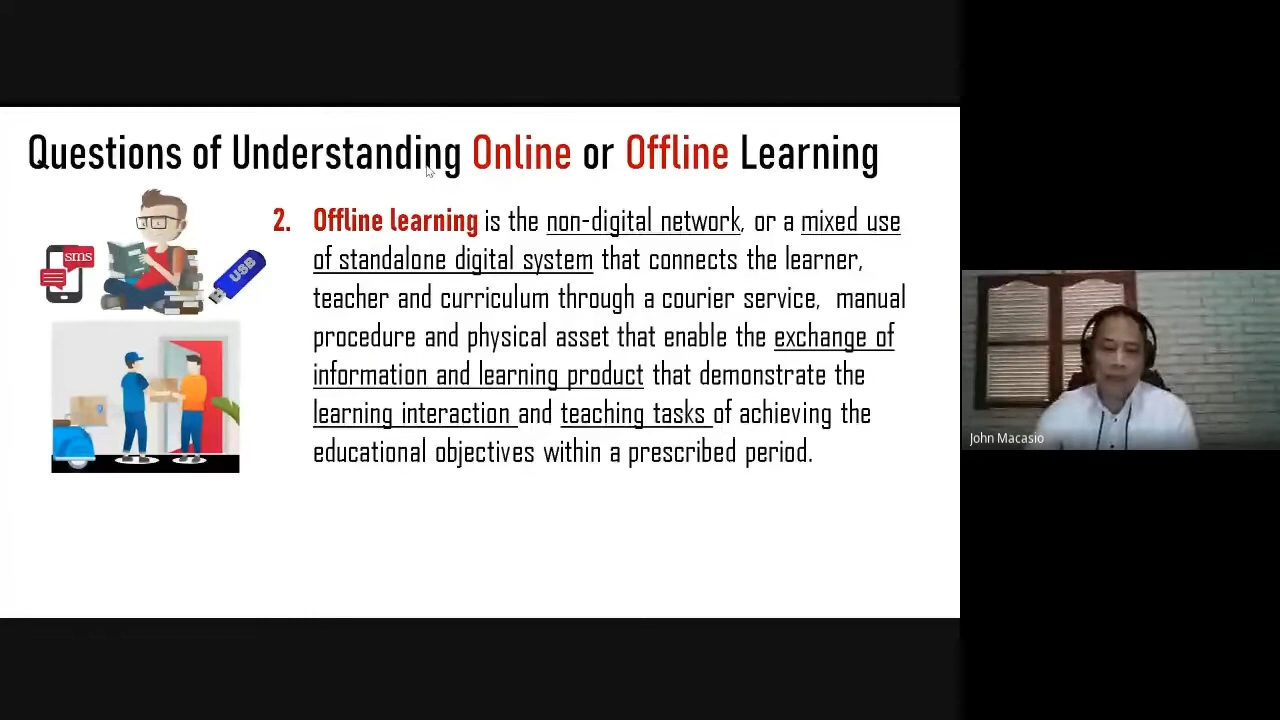 Questions of Understanding Online or Offline Learning
sms
USB
2. Offline learning is the non-digital network, or a mixed use
of standalone digital system that connects the learner,
teacher and curriculum through a courier service, manual
procedure and physical asset that enable the exchange of
information and learning product that demonstrate the
learning interaction and teaching tasks of achieving the
educational objectives within a prescribed period.
John Macasio